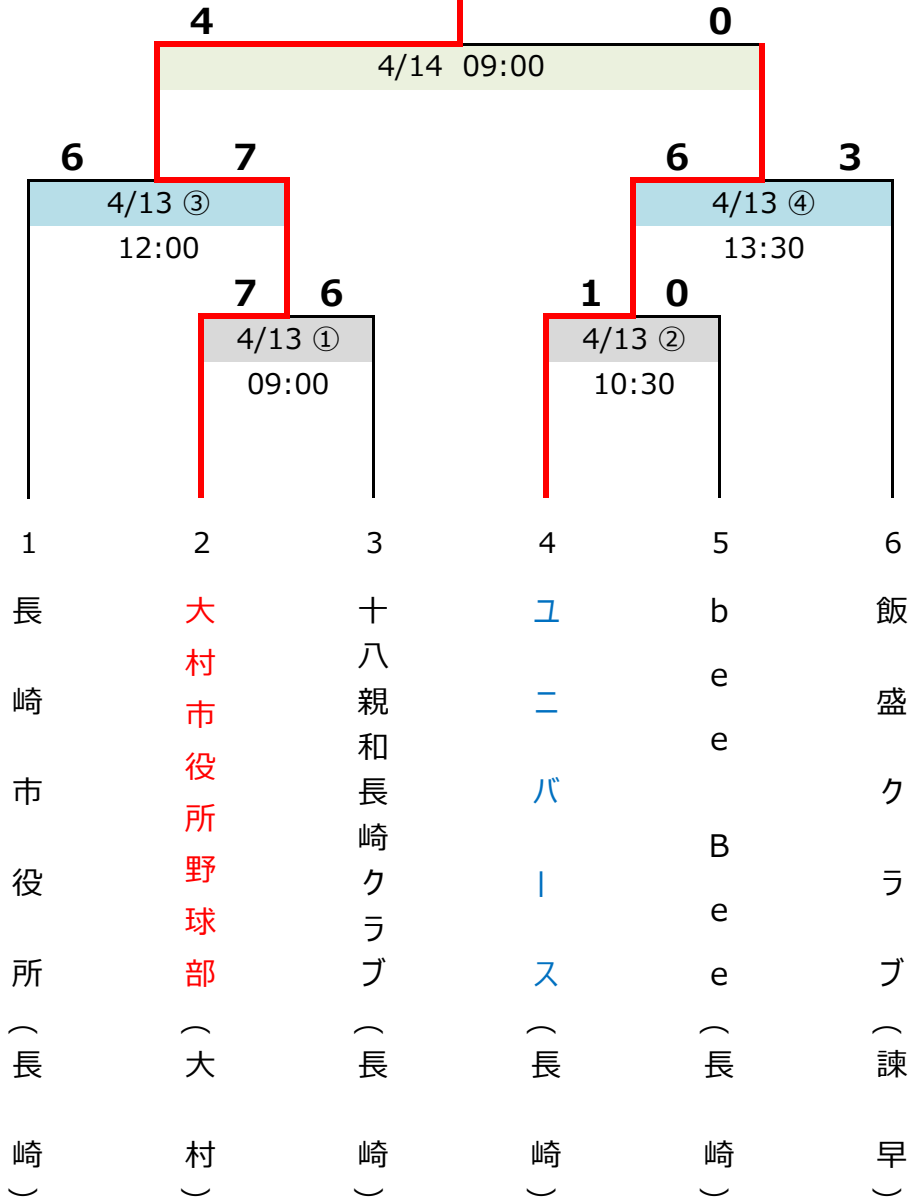 4 0
4/14 09:00
6 7 6 3
4/13 ③ 4/13 ④
12:00 13:30
7 6 1 0
4/13 ① 4/13 ②
09:00 10:30
1 2 3 4 5 6
長崎市役所（長崎）
大村市役所野球部（大村）
十八親和長崎クラブ（長崎）
ユニバース（長崎）
bee Bee（長崎）
飯盛クラブ（諫早）